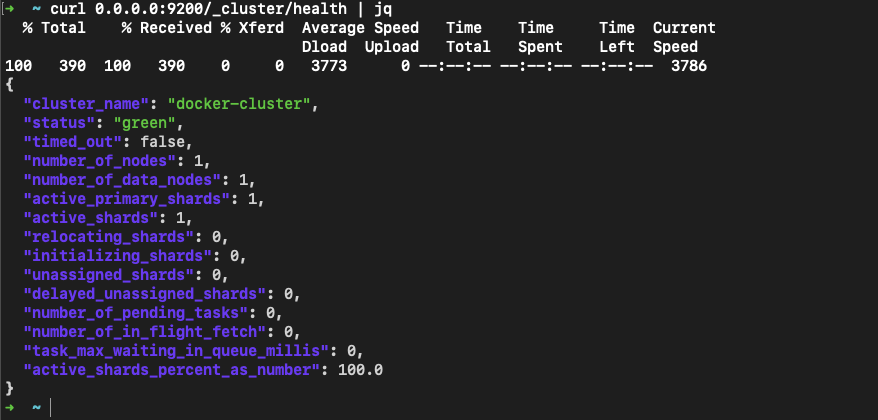 ➜ ~ curl 0.0.0.0:9200/_cluster/health | jq
% Total % Received % Xferd Average Speed Time Time Time Current
Dload Upload Total Spent Left Speed
100 390 100 390 0 0 3773 0 --:--:-- --:--:-- --:--:-- 3786
{
"cluster_name": "docker-cluster",
"status": "green",
"timed_out": false,
"number_of_nodes": 1,
"number_of_data_nodes": 1,
"active_primary_shards": 1,
"active_shards": 1,
"relocating_shards": 0,
"initializing_shards": 0,
"unassigned_shards": 0,
"delayed_unassigned_shards": 0,
"number_of_pending_tasks": 0,
"number_of_in_flight_fetch": 0,
"task_max_waiting_in_queue_millis": 0,
"active_shards_percent_as_number": 100.0
}
➜ ~